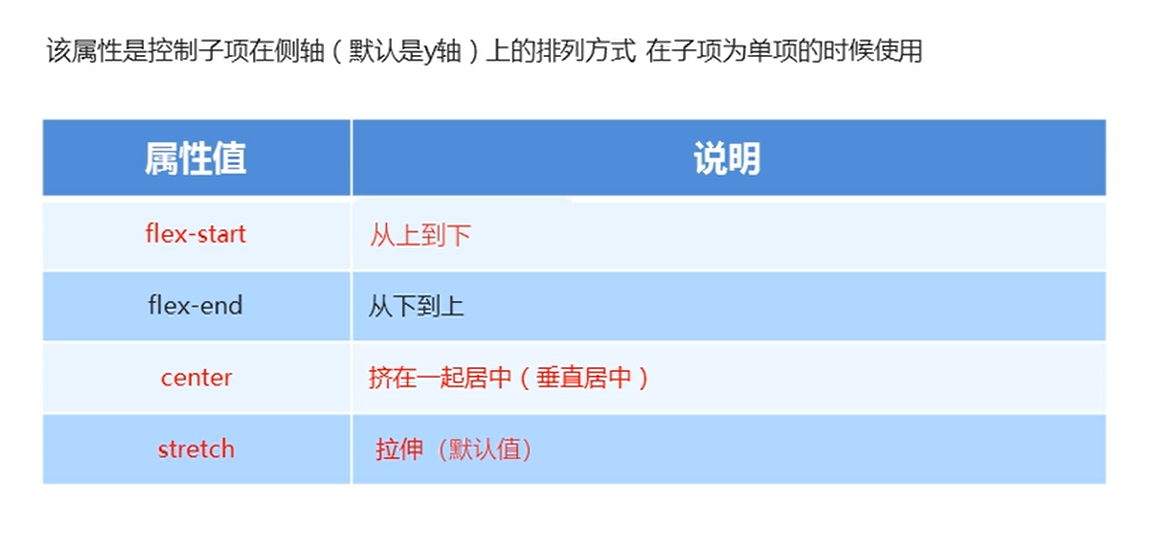 该属性是控制子项在侧轴（默认是y轴）上的排列方式 在子项为单项的时候使用
属性值 说明
flex-start 从上到下
flex-end 从下到上
center 挤在一起居中（垂直居中）
stretch 拉伸（默认值）